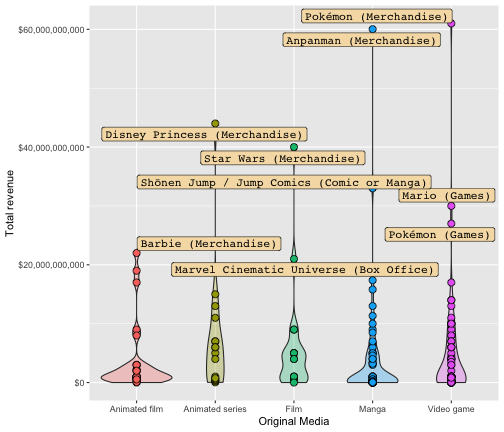 Pokémon (Merchandise)
$60,000,000,000
Anpanman (Merchandise)
Disney Princess (Merchandise)
$40,000,000,000
Star Wars (Merchandise)
Shōnen Jump / Jump Comics (Comic or Manga)
Mario (Games)
Pokémon (Games)
Barbie (Merchandise)
$20,000,000,000
Marvel Cinematic Universe (Box Office)
$0
Total revenue
Animated film Animated series Film Manga Video game
Original Media